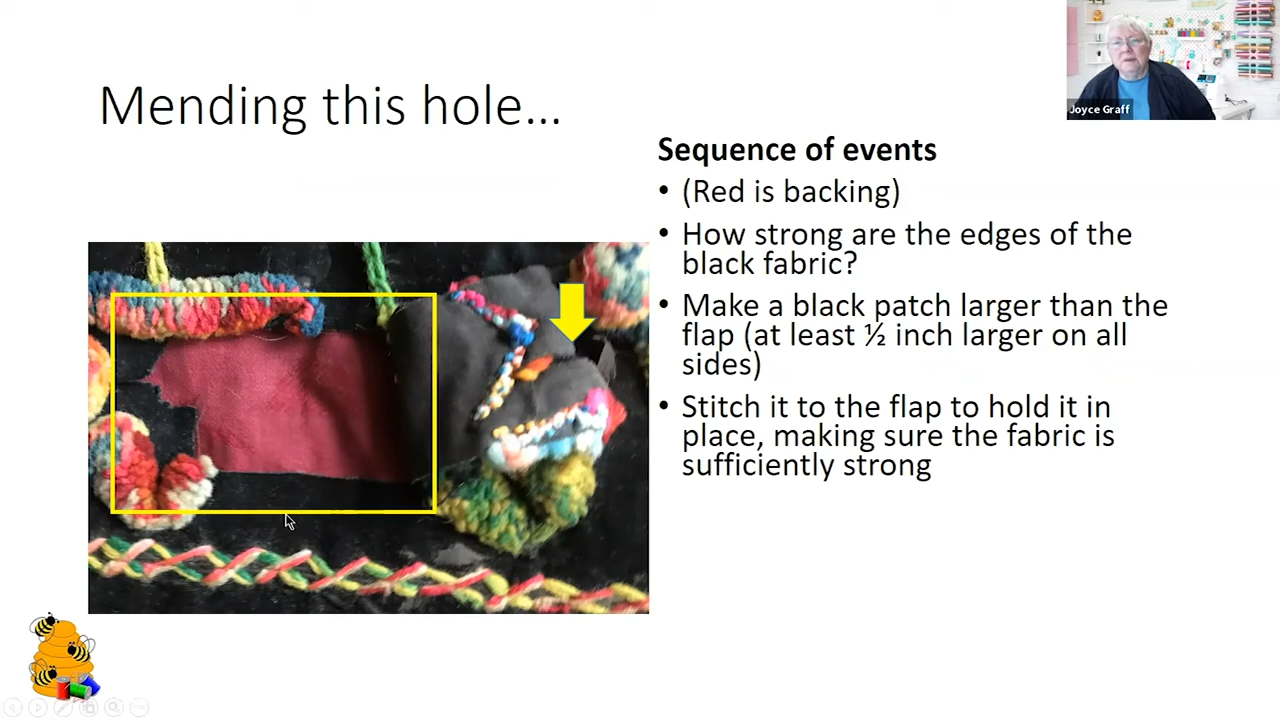 Joyce Graff
Mending this hole...
Sequence of events
• (Red is backing)
• How strong are the edges of the
black fabric?
• Make a black patch larger than the
flap (at least ½ inch larger on all
sides)
• Stitch it to the flap to hold it in
place, making sure the fabric is
sufficiently strong